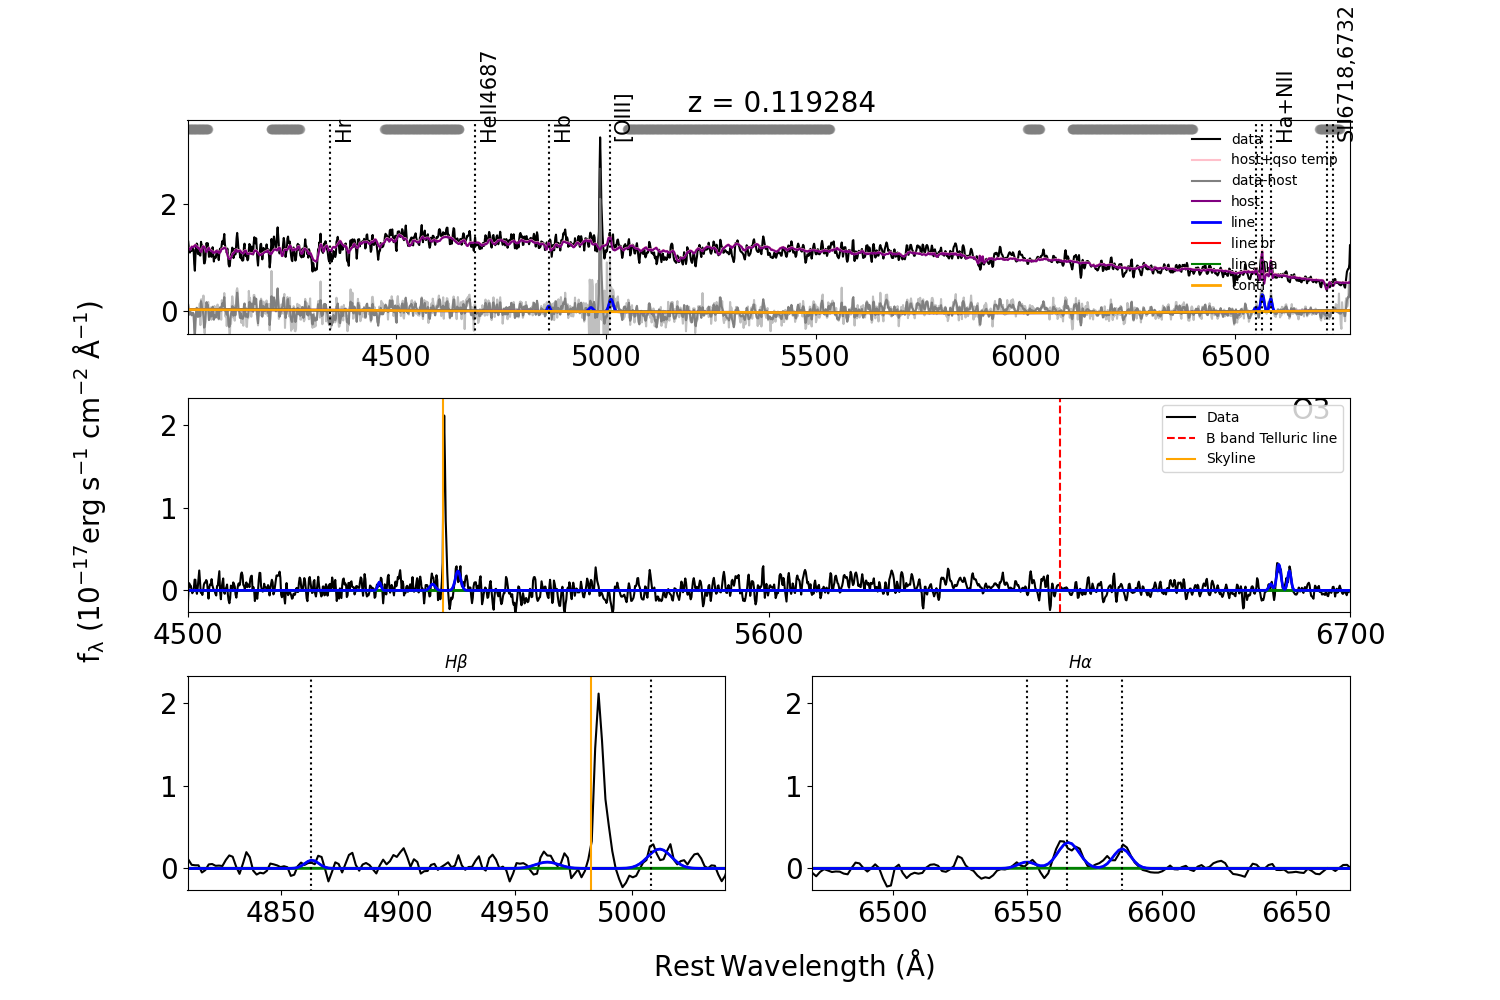 z = 0.119284
Hr
HeII4687
Hb
[OIII]
Ha+NII
SII6718,6732
data
host+qso temp
data-host
host
line
line br
line na
conti
2
0
4500 5000 5500 6000 6500
O3
Data
B band Telluric line
Skyline
2
1
0
4500 5600 6700
fλ (10−17erg s−1 cm−2 Å−1)
Hβ
2
1
0
4850 4900 4950 5000
Hα
2
1
0
6500 6550 6600 6650
Rest Wavelength (Å)